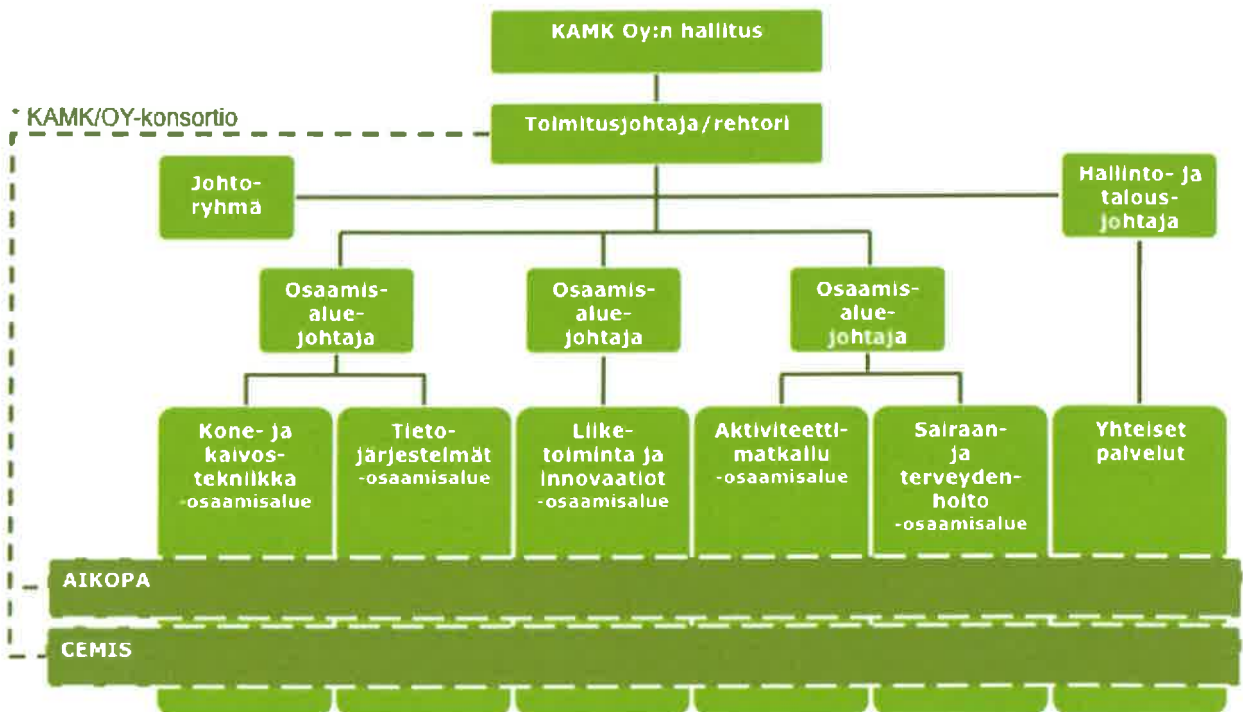 KAMK Oy:n hallitus
* KAMK/OY-konsortio
Toimitusjohtaja/rehtori
Johto-
ryhmä
Hallinto- ja
talous-
johtaja
Osaamis-
alue-
johtaja
Osaamis-
alue-
johtaja
Osaamis-
alue-
johtaja
Kone- ja
kaivos-
tekniikka
-osaamisalue
Tieto-
järjestelmät
-osaamisalue
Liike-
toiminta ja
innovaatiot
-osaamisalue
Aktiviteetti-
matkailu
-osaamisalue
Sairaan-
ja
terveyden-
hoito
-osaamisalue
Yhteiset
palvelut
AIKOPA
CEMIS